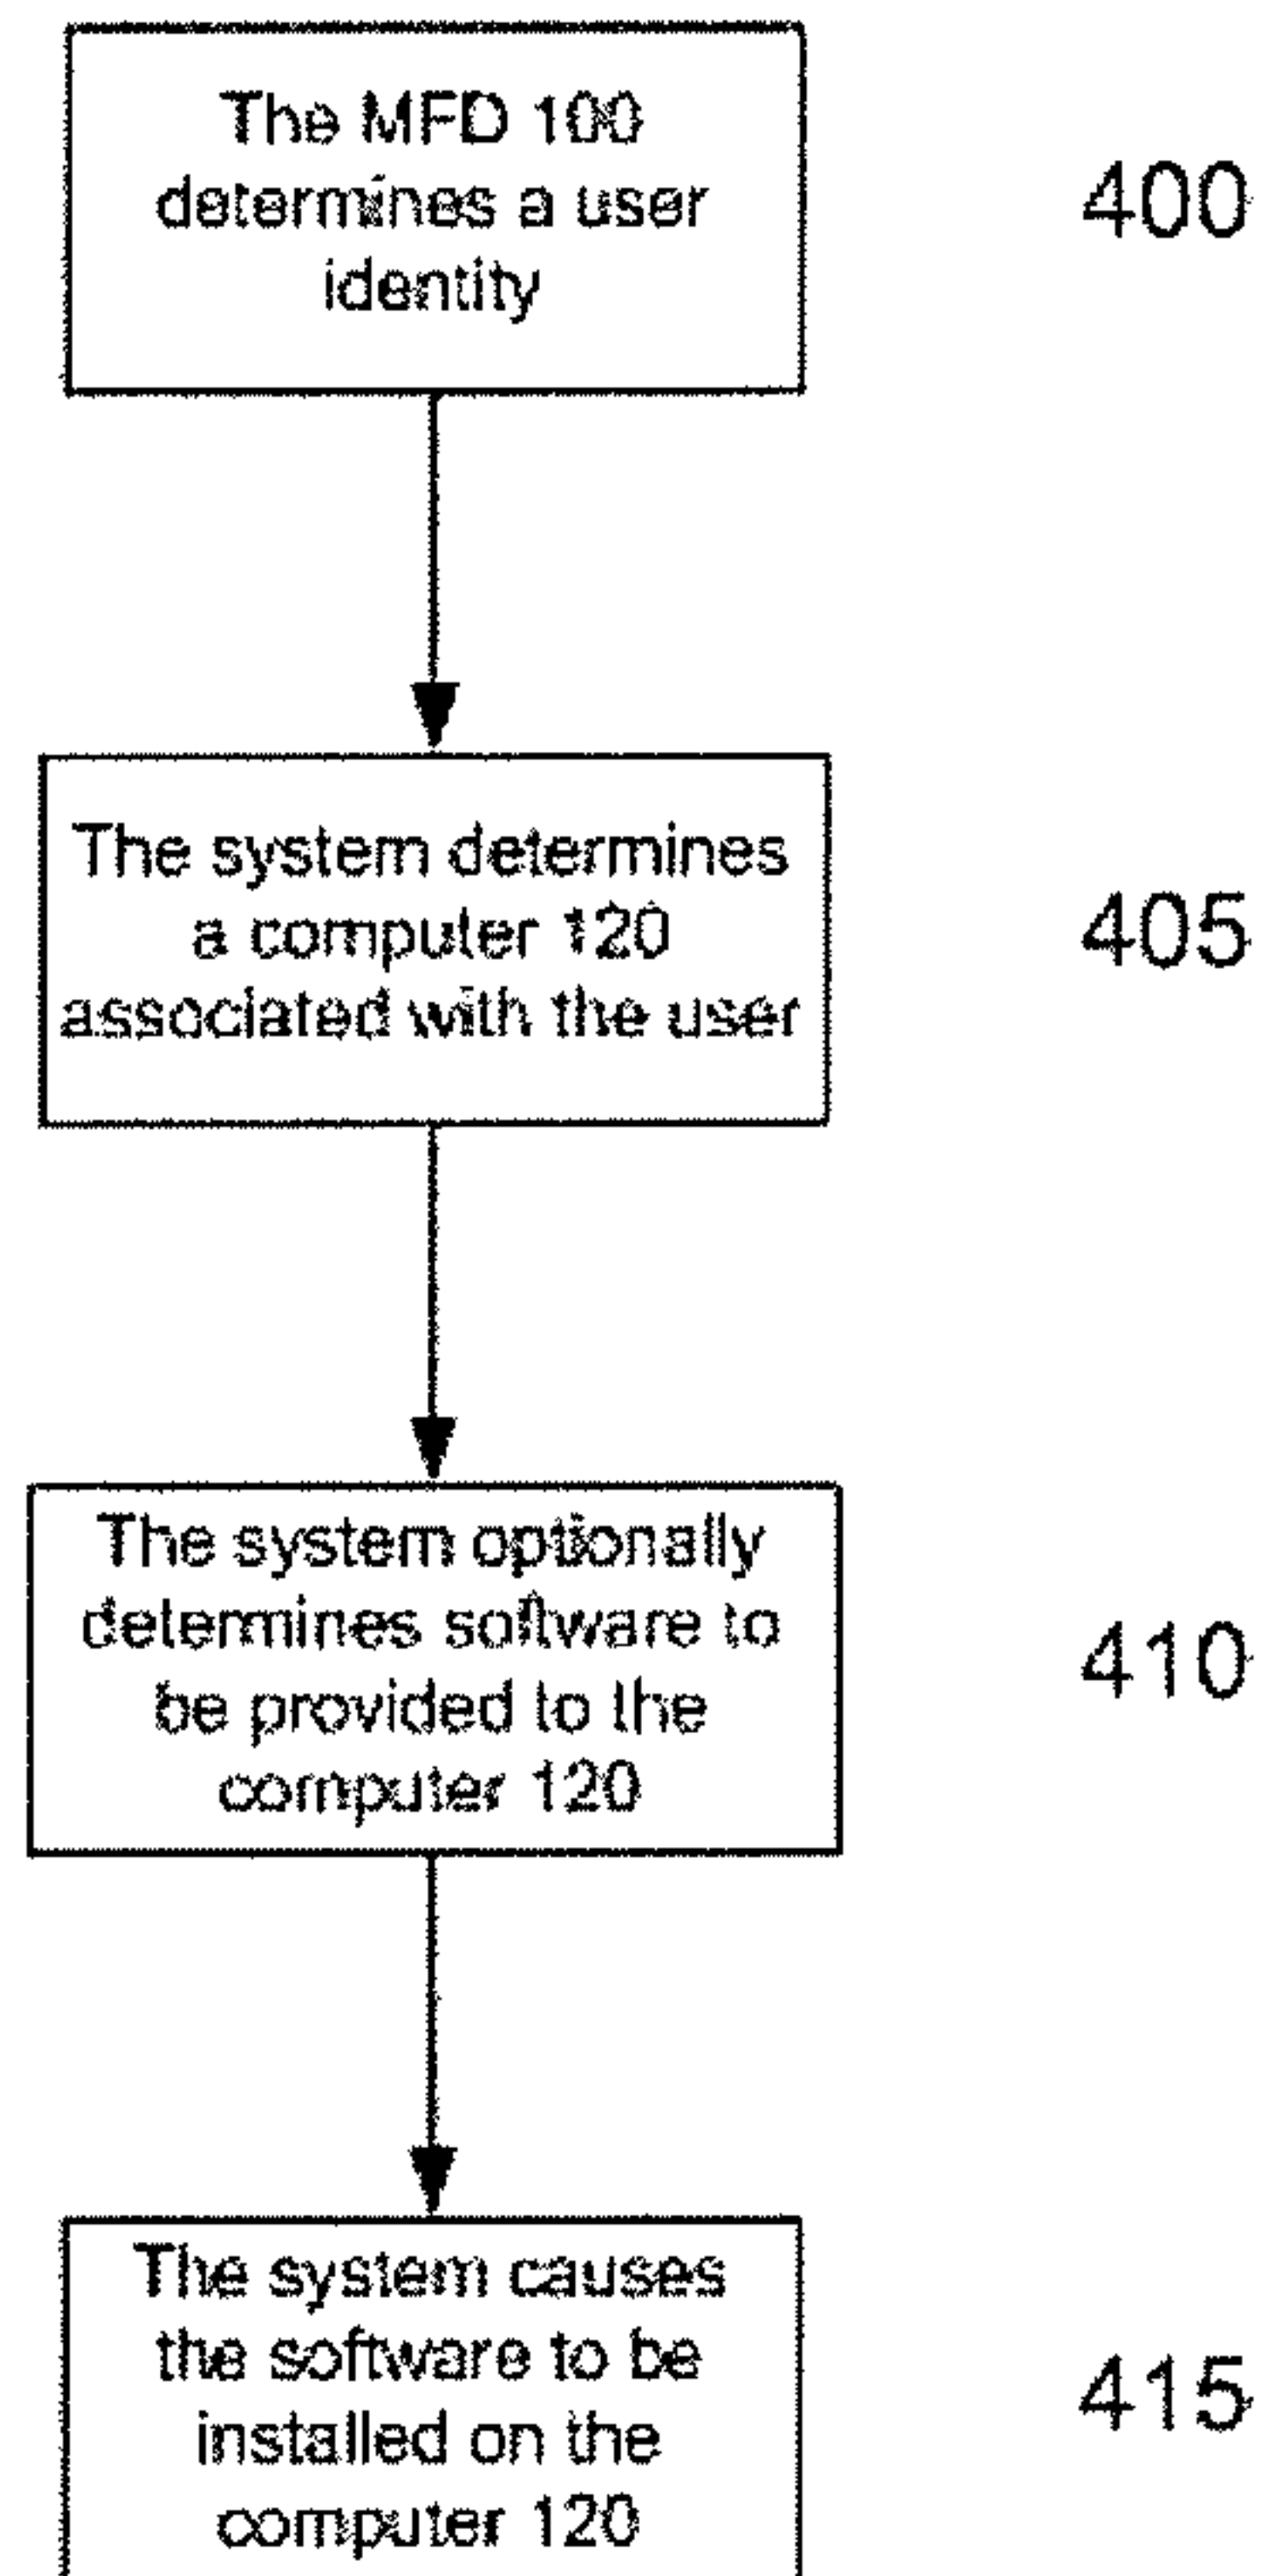 The MFD 100
determines a user
identity
400
The system determines
a computer 120
associated with the user
405
The system optionally
determines software to
be provided to the
computer 120
410
The system causes
the software to be
installed on the
computer 120
415